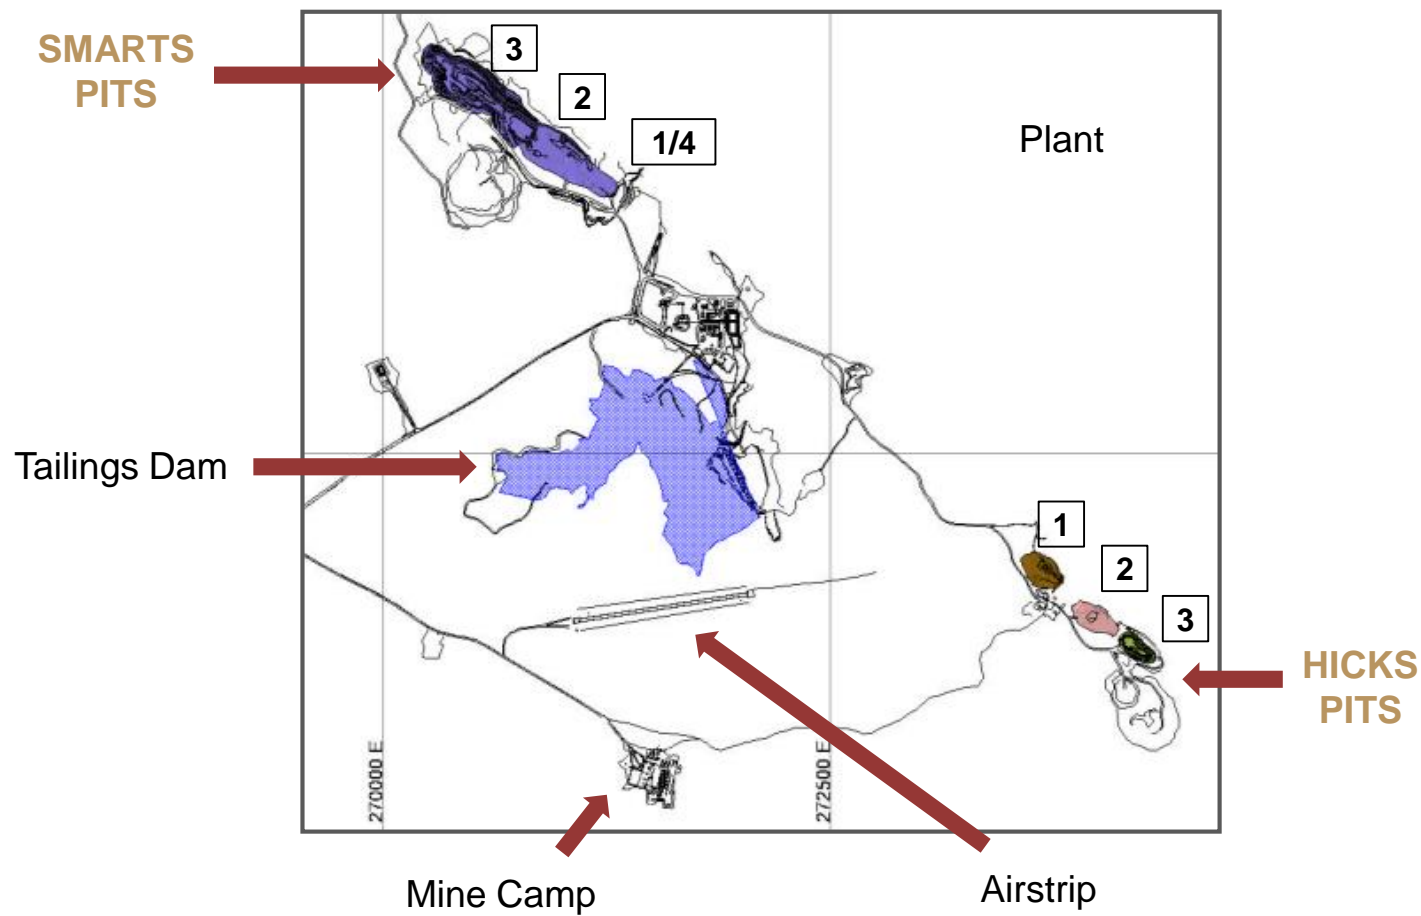 SMARTS
PITS
3
2
1/4
Plant
Tailings Dam
1
2
3
HICKS
PITS
270000 E
272500 E
Mine Camp
Airstrip